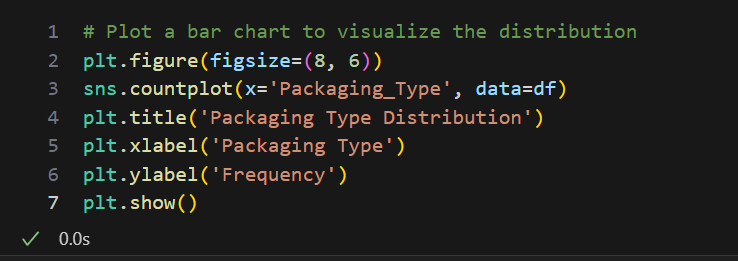 1 # Plot a bar chart to visualize the distribution
2 plt.figure(figsize=(8, 6))
3 sns.countplot(x='Packaging_Type', data=df)
4 plt.title('Packaging Type Distribution')
5 plt.xlabel('Packaging Type')
6 plt.ylabel('Frequency')
7 plt.show()
0.0s